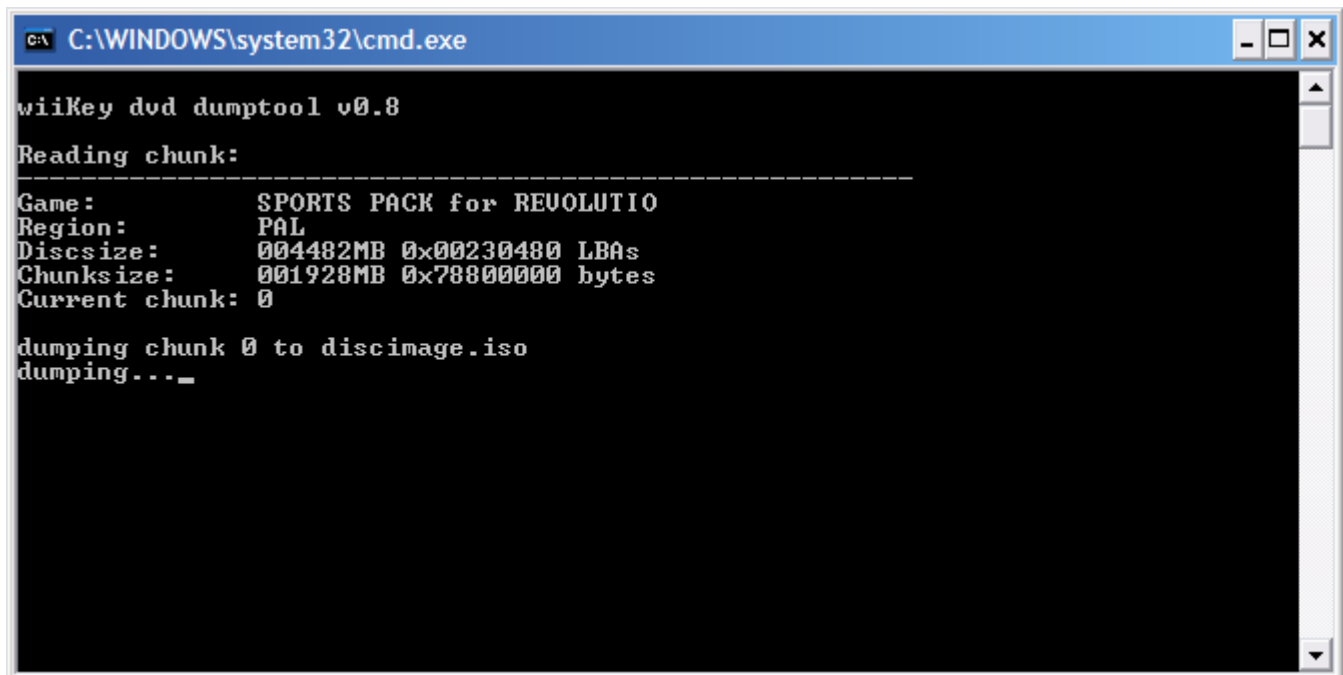 C:\WINDOWS\system32\cmd.exe
wiiKey dvd dumptool v0.8
Reading chunk:
--------------------------------------------------------
Game: SPORTS PACK for REVOLUTIO
Region: PAL
Discsize: 004482MB 0x00230480 LBAs
Chunksize: 001928MB 0x78800000 bytes
Current chunk: 0
dumping chunk 0 to discimage.iso
dumping..._